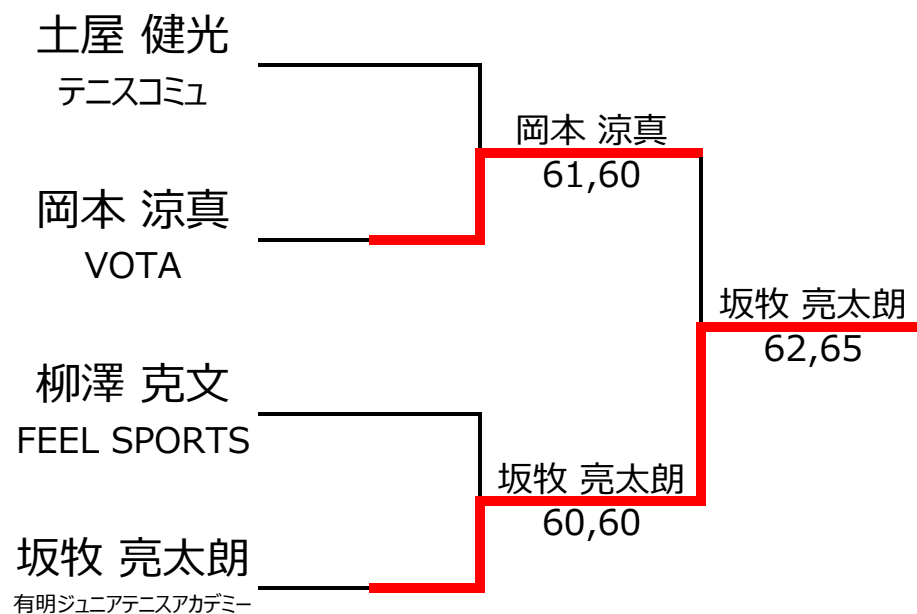 土屋 健光
テニスコミュ
岡本 涼真
61,60
岡本 涼真
VOTA
坂牧 亮太朗
62,65
柳澤 克文
FEEL SPORTS
坂牧 亮太朗
60,60
坂牧 亮太朗
有明ジュニアテニスアカデミー